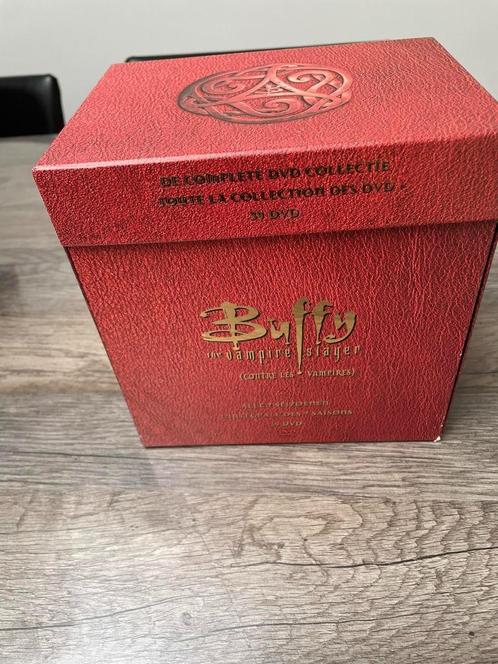 DE COMPLETE DVD COLLECTIE
TOUTE LA COLLECTION DES DVD
39 DVD
Buffy
the vampire slayer
(CONTRE LES VAMPIRES)
ALLE 7 SEIZOENEN
L'INTÉGRALE DES 7 SAISONS
39 DVD